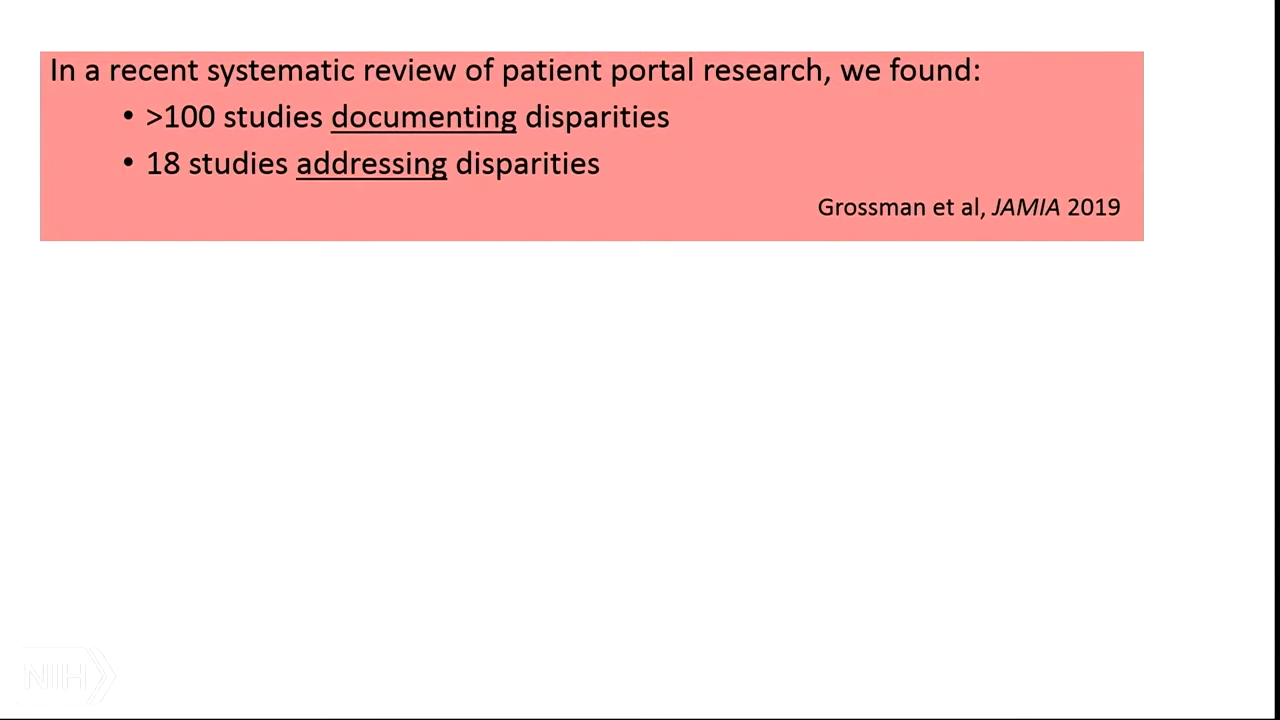 In a recent systematic review of patient portal research, we found:
• >100 studies documenting disparities
• 18 studies addressing disparities
Grossman et al, JAMIA 2019
NIH